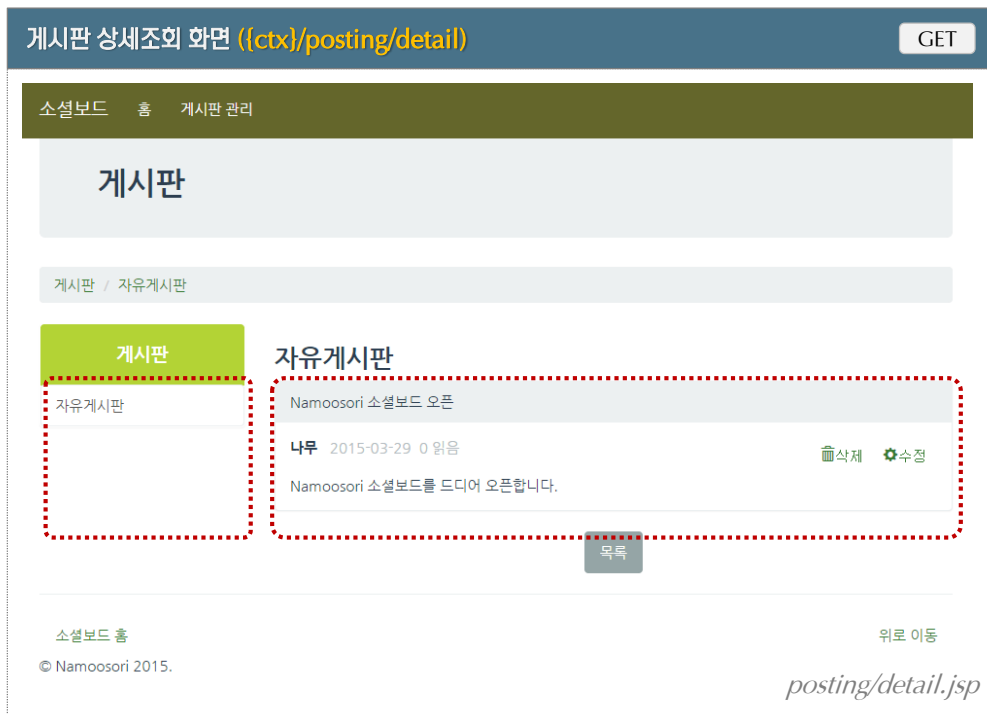 게시판 상세조회 화면 ({ctx}/posting/detail) GET
소셜보드 홈 게시판 관리
게시판
게시판 / 자유게시판
게시판
자유게시판
자유게시판
Namoosori 소셜보드 오픈
나무 2015-03-29 0 읽음
삭제 수정
Namoosori 소셜보드를 드디어 오픈합니다.
목록
소셜보드 홈 위로 이동
© Namoosori 2015.
posting/detail.jsp